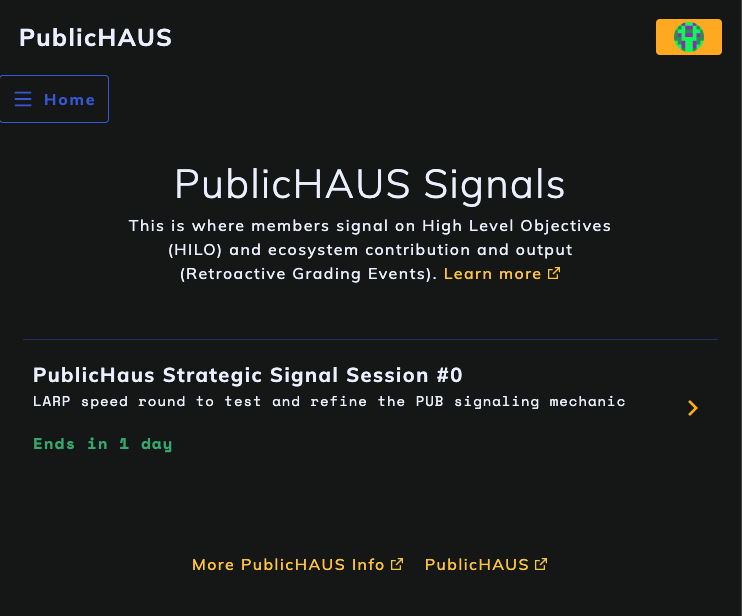 PublicHAUS
Home
PublicHAUS Signals
This is where members signal on High Level Objectives
(HILO) and ecosystem contribution and output
(Retroactive Grading Events). Learn more
PublicHaus Strategic Signal Session #0
LARP speed round to test and refine the PUB signaling mechanic
Ends in 1 day
More PublicHAUS Info PublicHAUS